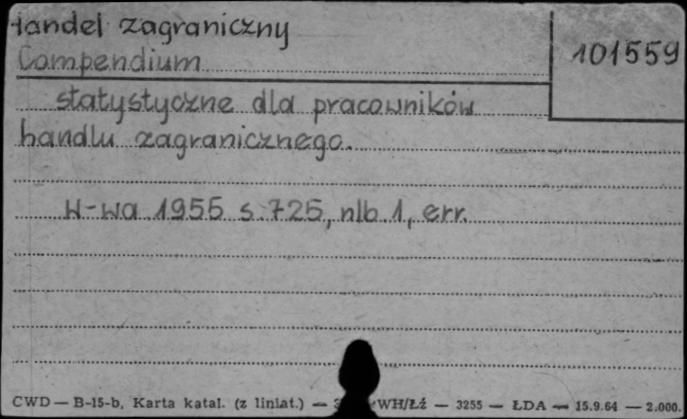 Handel zagraniczny
101559
Compendium
statystyczne dla pracowników
handlu zagranicznego.
W-wa 1955 s. 725, nlb 1, err.
CWD — B-15-b, Karta katal. (z liniat.) — WH/Łź — 3255 — ŁDA — 15.9.64 — 2.000.